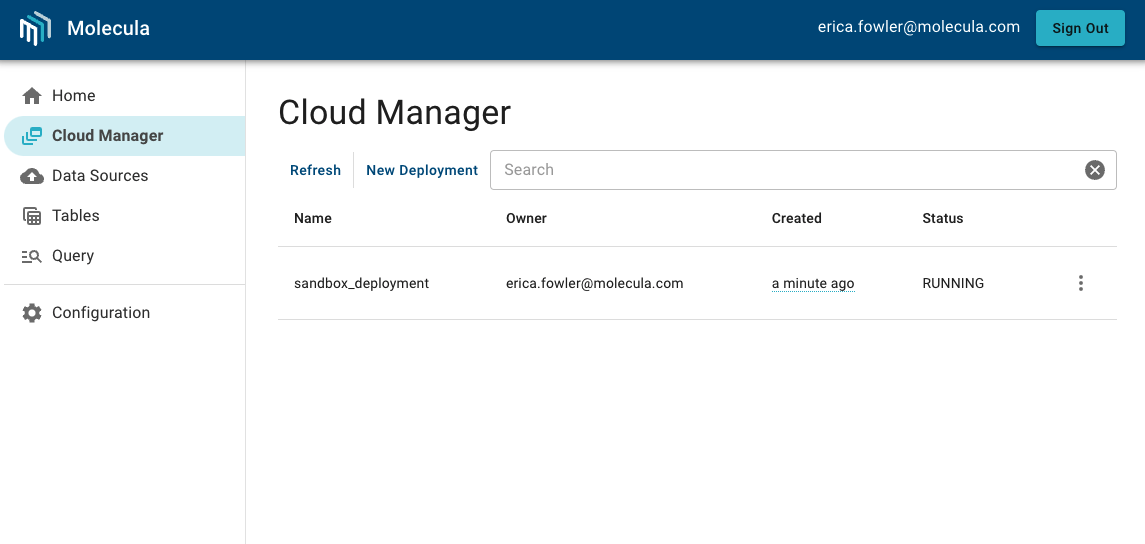 Molecula
erica.fowler@molecula.com
Sign Out
Home
Cloud Manager
Data Sources
Tables
Query
Configuration
Cloud Manager
Refresh
New Deployment
Search
Name Owner Created Status
sandbox_deployment erica.fowler@molecula.com a minute ago RUNNING